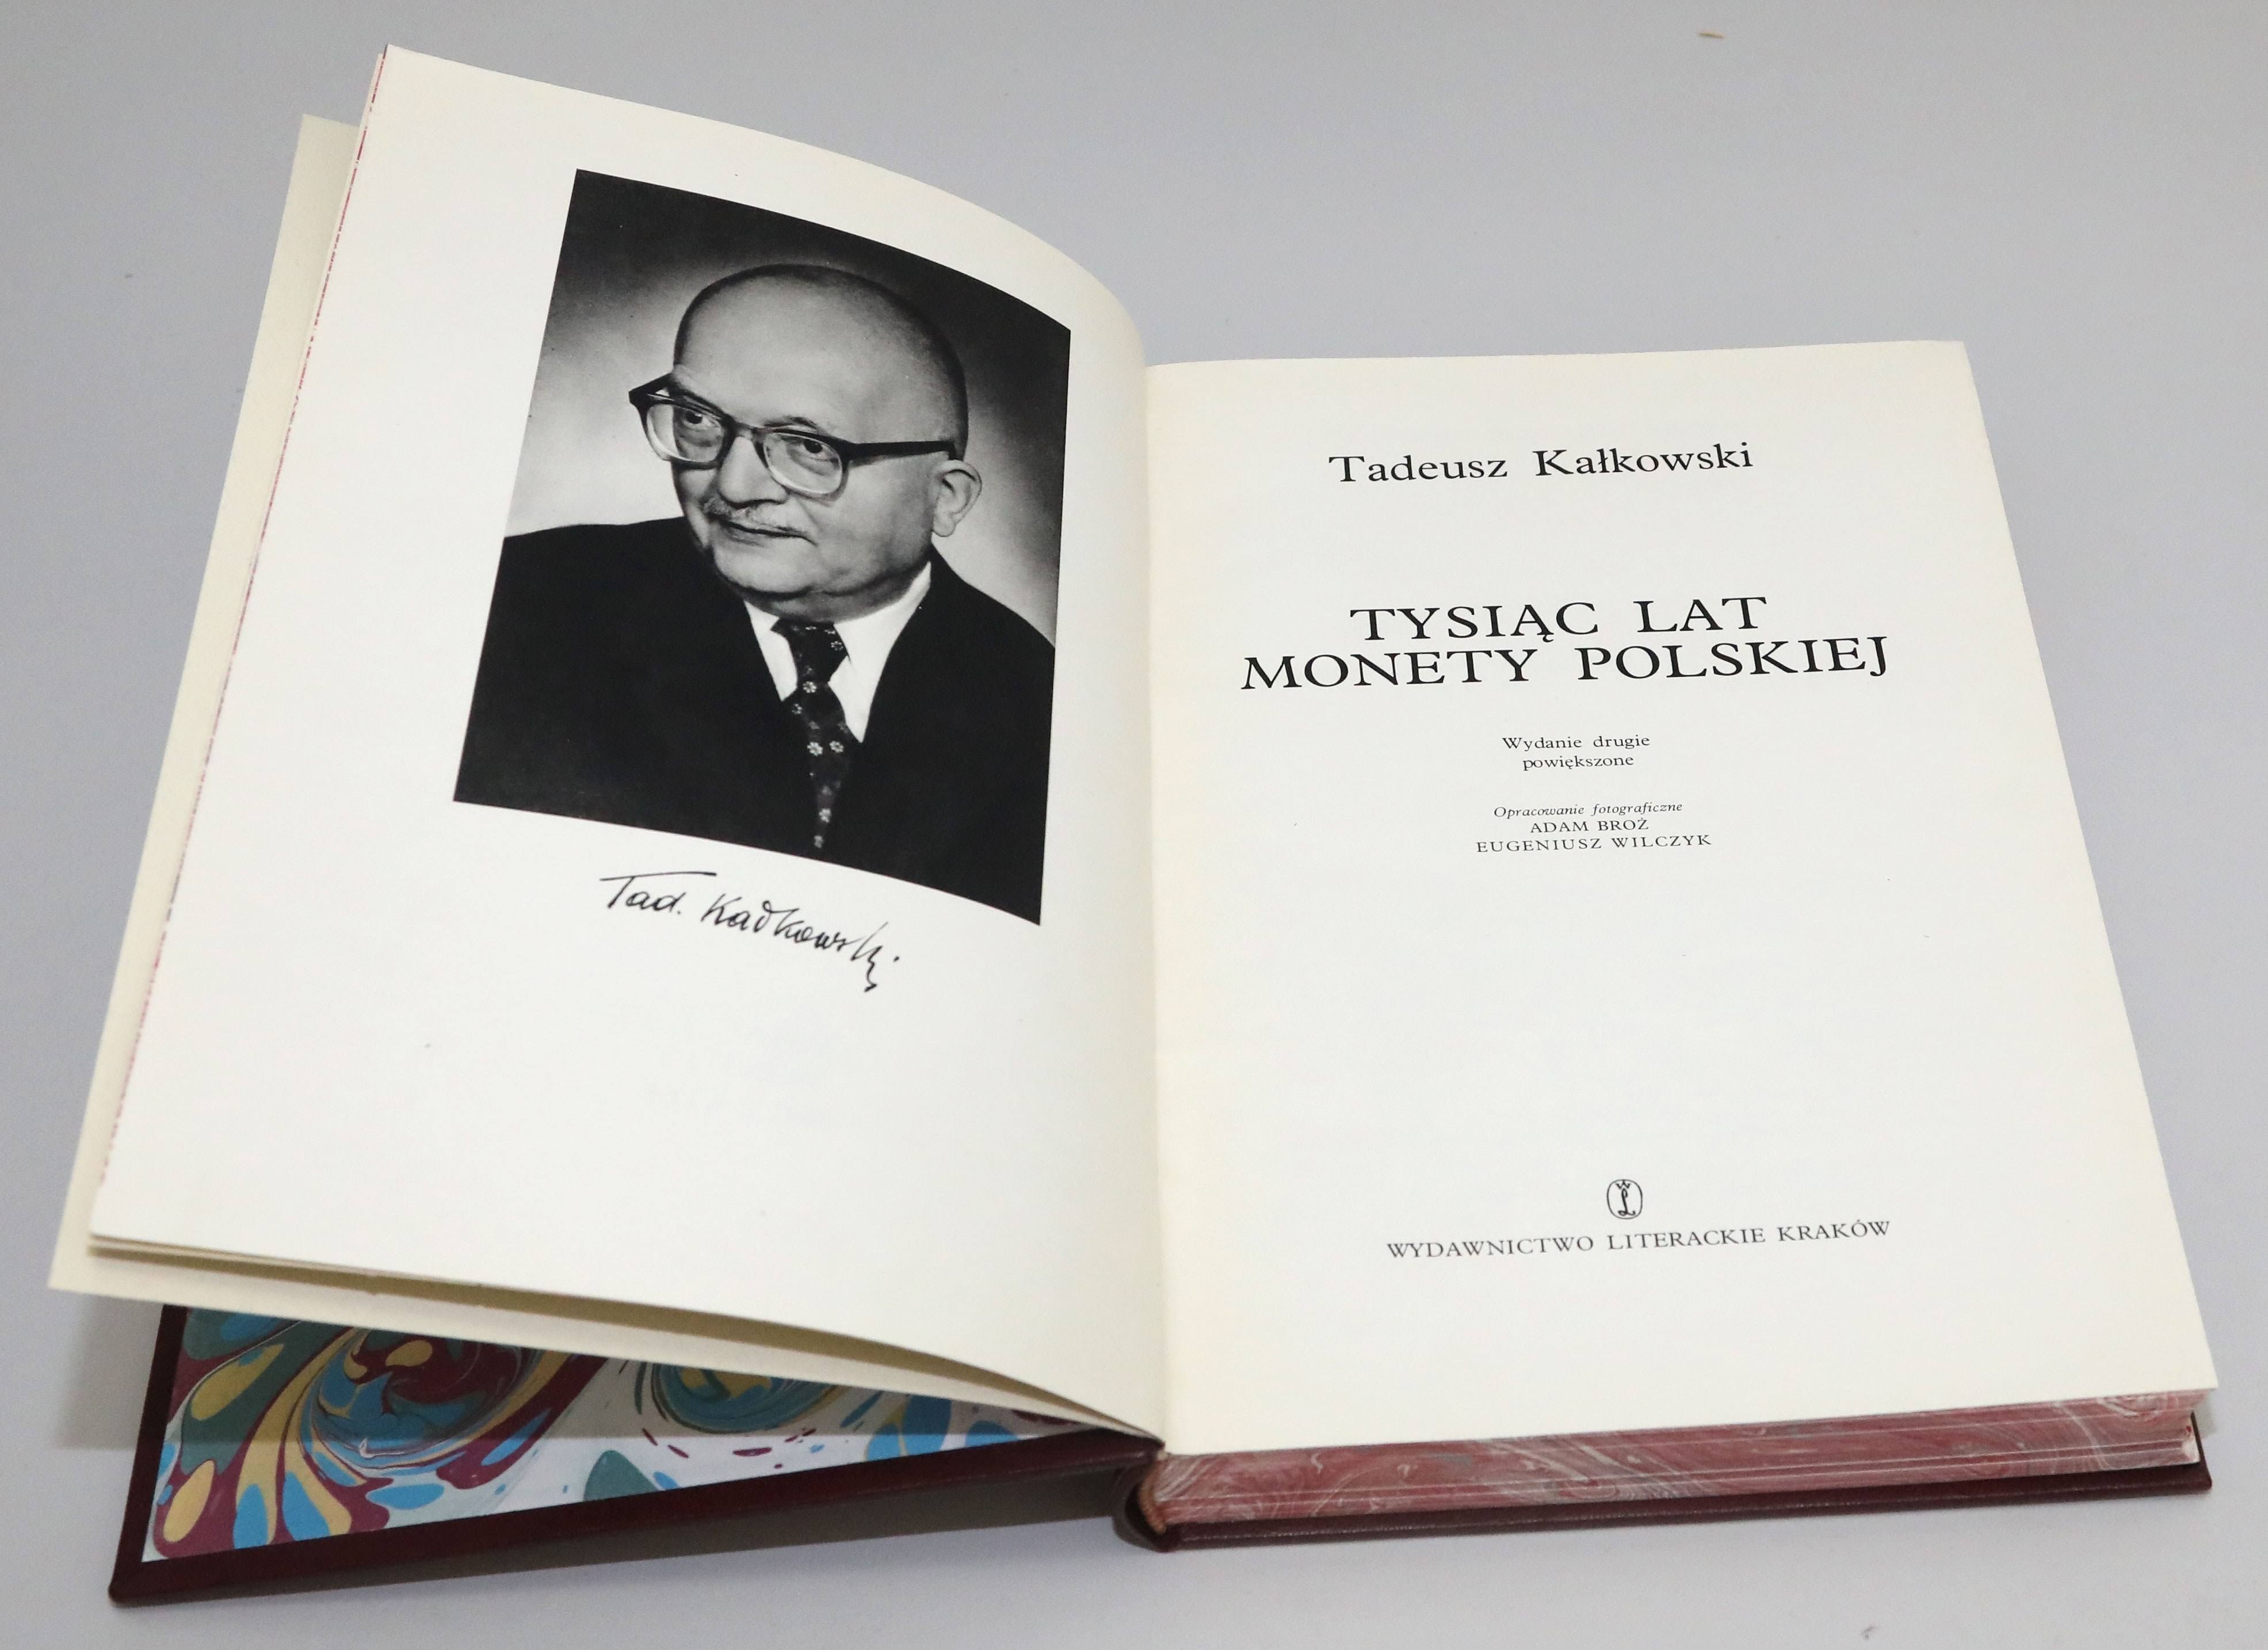 Tad. Kałkowski
Tadeusz Kałkowski
TYSIĄC LAT
MONETY POLSKIEJ
Wydanie drugie
powiększone
Opracowanie fotograficzne
ADAM BROŻ
EUGENIUSZ WILCZYK
WYDAWNICTWO LITERACKIE KRAKÓW